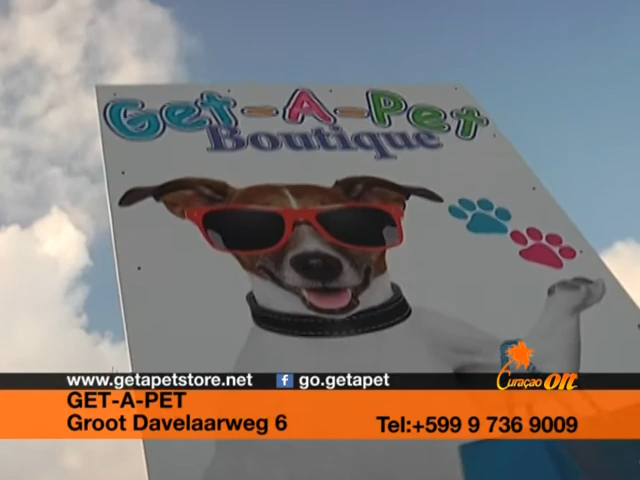 Get-A-Pet
Boutique
www.getapetstore.net f go.getapet
Curaçao on
GET-A-PET
Groot Davelaarweg 6 Tel:+599 9 736 9009